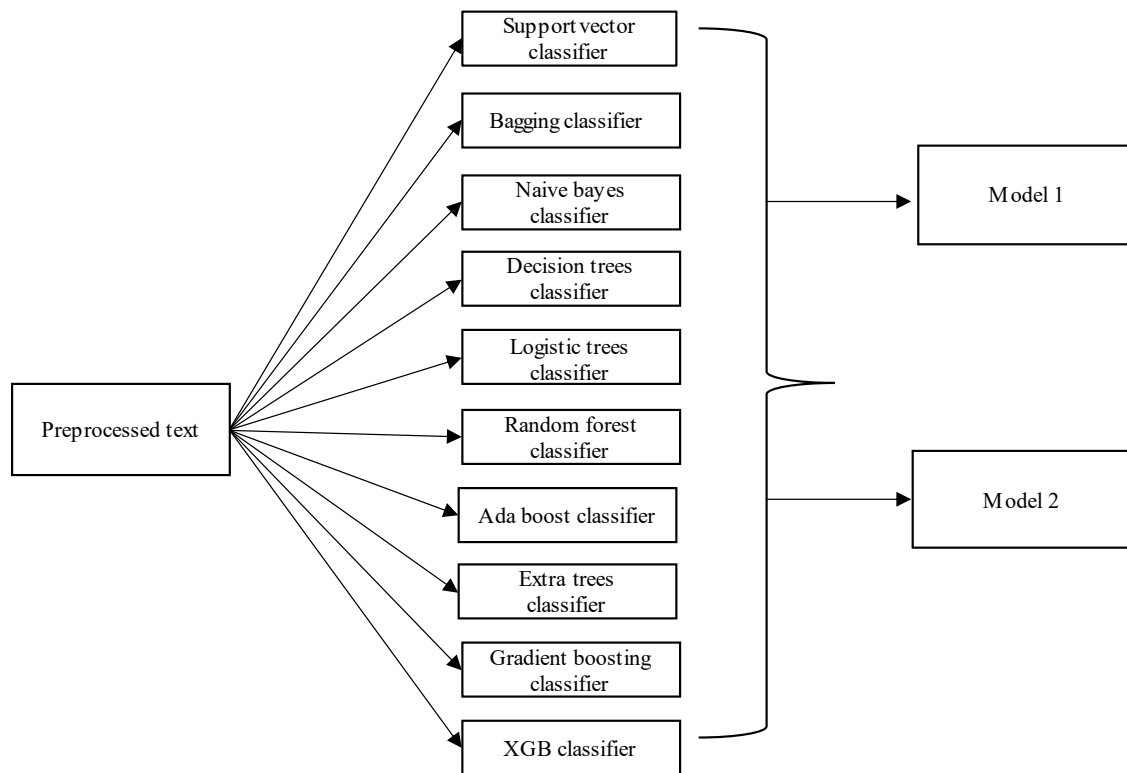 Support vector
classifier
Bagging classifier
Naive bayes
classifier
Decision trees
classifier
Logistic trees
classifier
Random forest
classifier
Ada boost classifier
Extra trees
classifier
Gradient boosting
classifier
XGB classifier
Preprocessed text
Model 1
Model 2